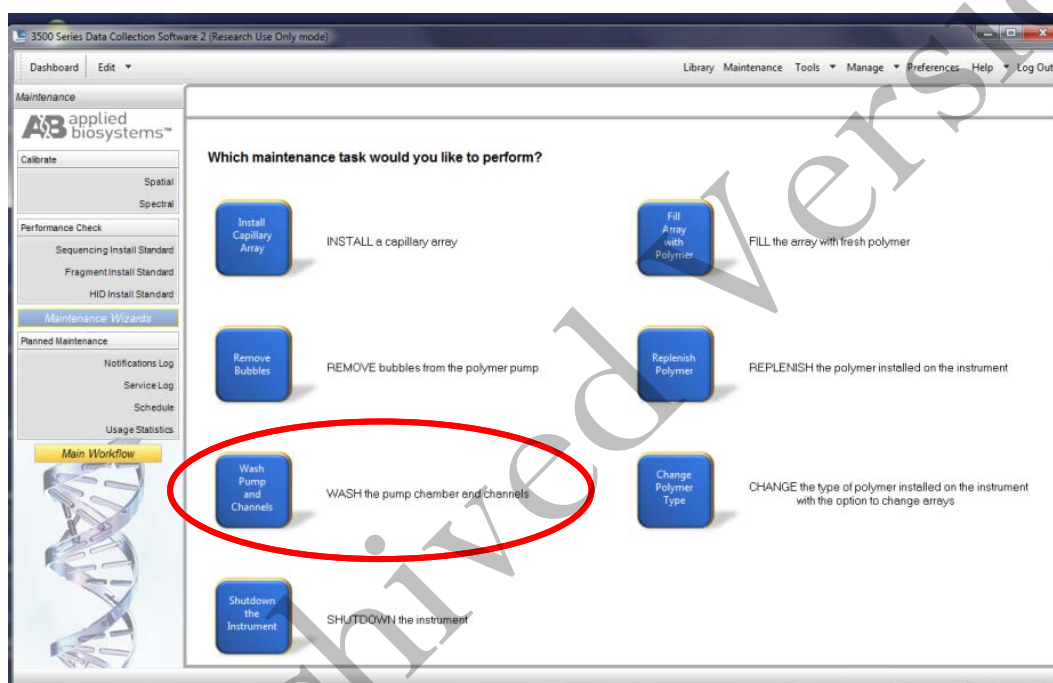 3500 Series Data Collection Software 2 (Research Use Only mode)
Dashboard Edit
Library Maintenance Tools Manage Preferences Help Log Out
Maintenance
AB applied
biosystems™
Calibrate
Spatial
Spectral
Performance Check
Sequencing Install Standard
Fragment Install Standard
HID Install Standard
Maintenance Wizards
Planned Maintenance
Notifications Log
Service Log
Schedule
Usage Statistics
Main Workflow
Which maintenance task would you like to perform?
Install
Capillary
Array
INSTALL a capillary array
Fill
Array
with
Polymer
FILL the array with fresh polymer
Remove
Bubbles
REMOVE bubbles from the polymer pump
Replenish
Polymer
REPLENISH the polymer installed on the instrument
Wash
Pump
and
Channels
WASH the pump chamber and channels
Change
Polymer
Type
CHANGE the type of polymer installed on the instrument
with the option to change arrays
Shutdown
the
Instrument
SHUTDOWN the instrument
chived Versi